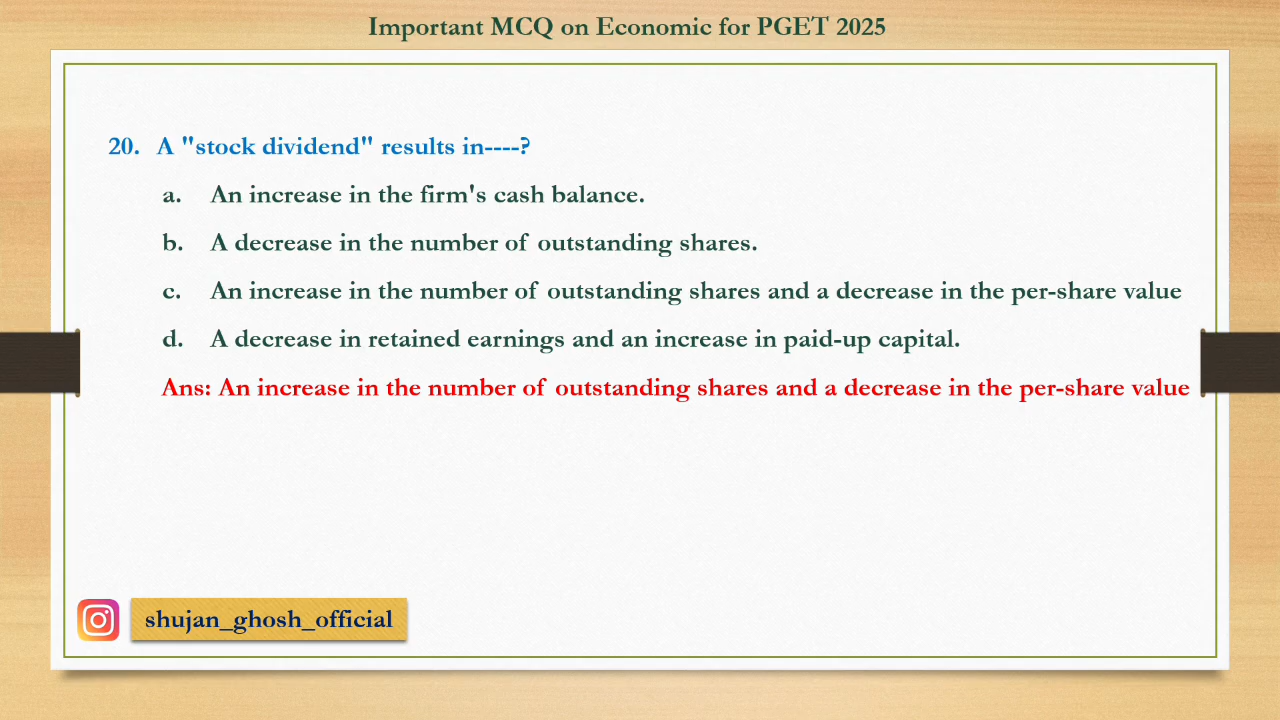 Important MCQ on Economic for PGET 2025
20. A "stock dividend" results in----?
a. An increase in the firm's cash balance.
b. A decrease in the number of outstanding shares.
c. An increase in the number of outstanding shares and a decrease in the per-share value
d. A decrease in retained earnings and an increase in paid-up capital.
Ans: An increase in the number of outstanding shares and a decrease in the per-share value
shujan_ghosh_official